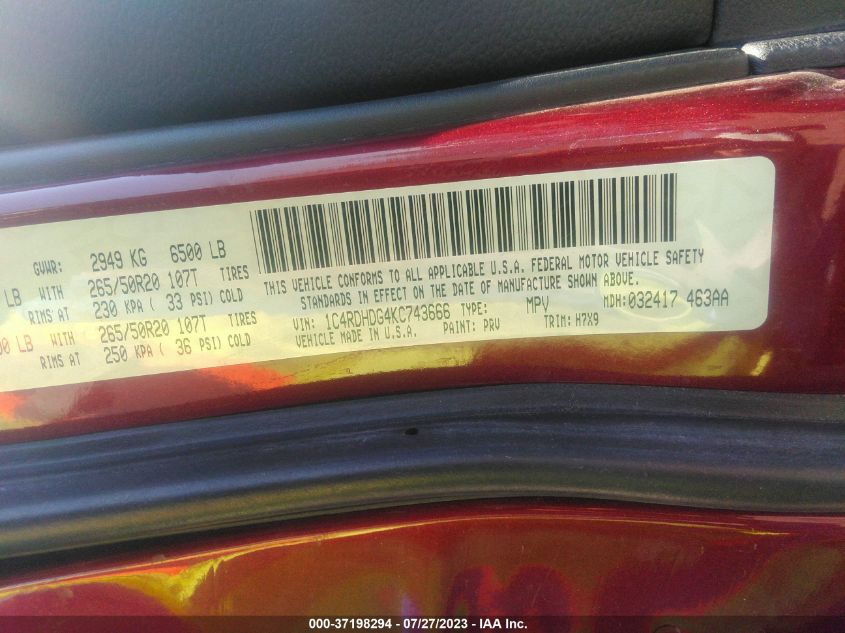 GVWR: 2949 KG 6500 LB
LB WITH 265/50R20 107T TIRES
RIMS AT 230 KPA ( 33 PSI) COLD
00 LB WITH 265/50R20 107T TIRES
RIMS AT 250 KPA ( 36 PSI) COLD
THIS VEHICLE CONFORMS TO ALL APPLICABLE U.S.A. FEDERAL MOTOR VEHICLE SAFETY
STANDARDS IN EFFECT ON THE DATE OF MANUFACTURE SHOWN ABOVE.
VIN: 1C4RDHDG4KC743666 TYPE: MPV MDH: 032417 463AA
VEHICLE MADE IN U.S.A. PAINT: PRV TRIM: H7X9
000-37198294 - 07/27/2023 - IAA Inc.